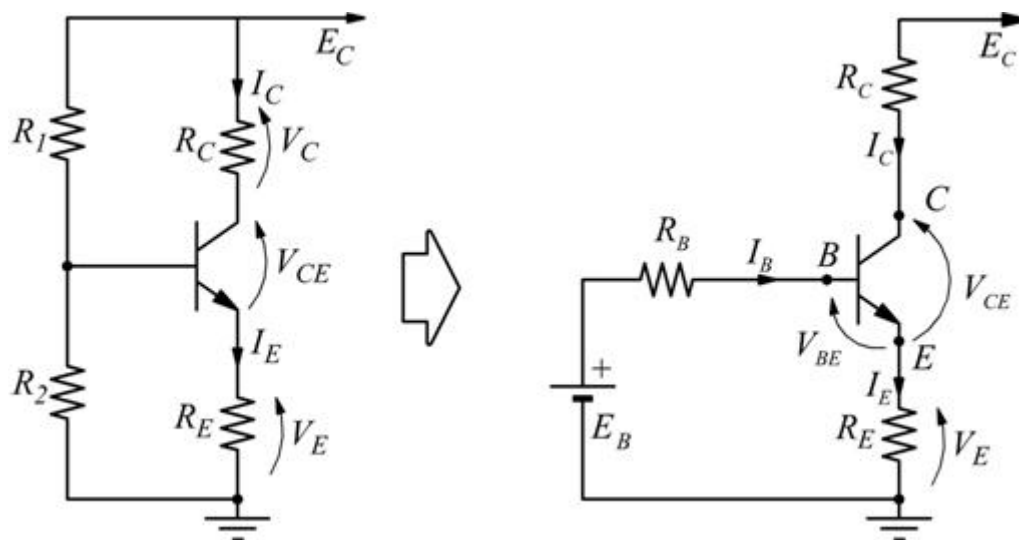 E_C
I_C
R_1
R_C
V_C
V_CE
I_E
R_2
R_E
V_E
E_C
R_C
I_C
C
R_B
I_B
B
V_CE
V_BE
E
I_E
+
E_B
R_E
V_E